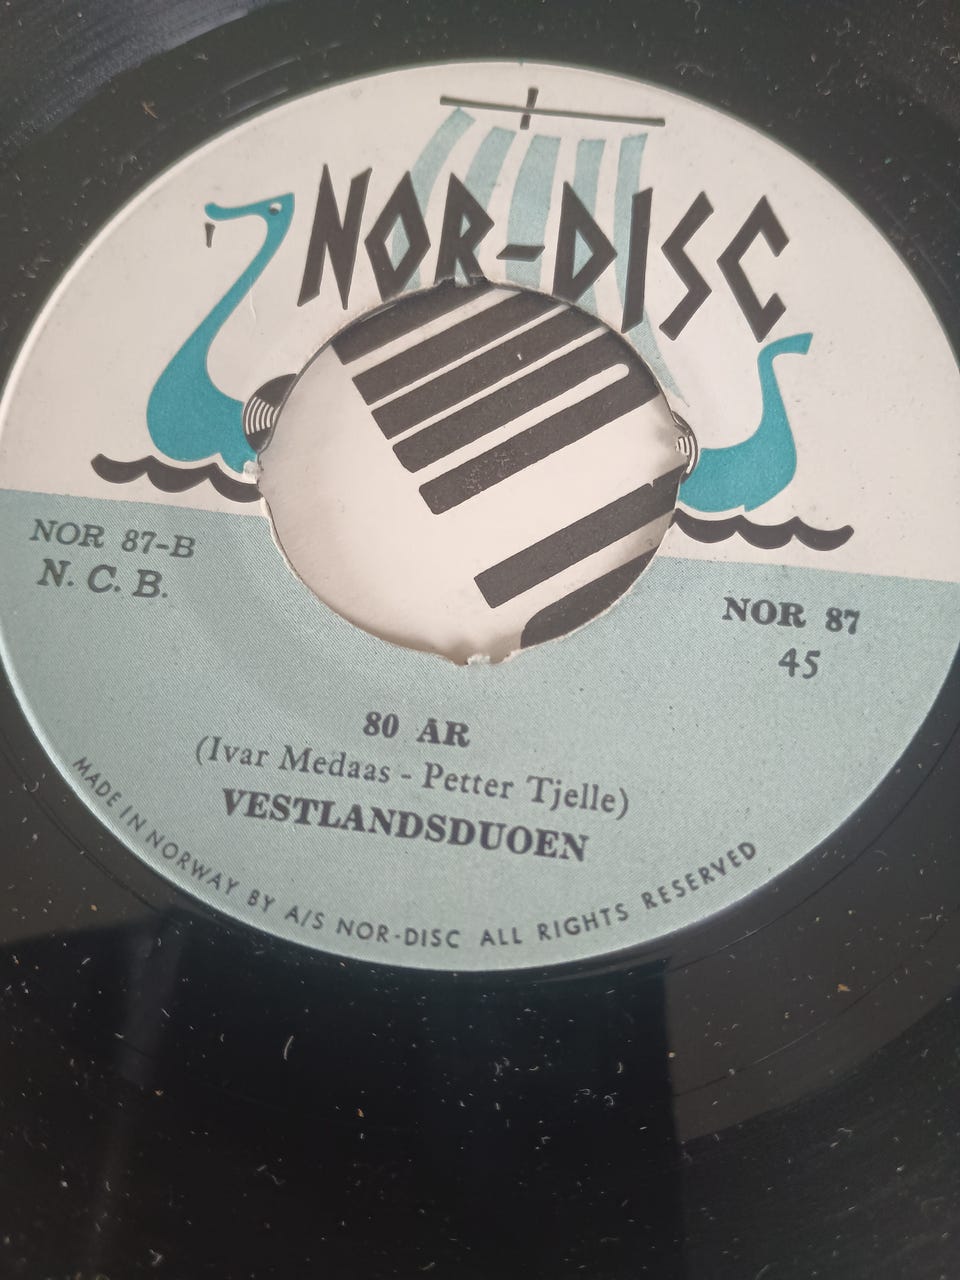 NOR-DISC
NOR 87-B
N. C. B.
NOR 87
45
80 ÅR
(Ivar Medaas - Petter Tjelle)
VESTLANDSDUOEN
MADE IN NORWAY BY A/S NOR-DISC ALL RIGHTS RESERVED